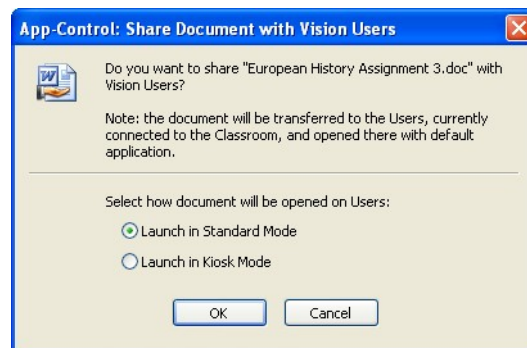 App-Control: Share Document with Vision Users
Do you want to share "European History Assignment 3.doc" with
Vision Users?
Note: the document will be transferred to the Users, currently
connected to the Classroom, and opened there with default
application.
Select how document will be opened on Users:
Launch in Standard Mode
Launch in Kiosk Mode
OK Cancel